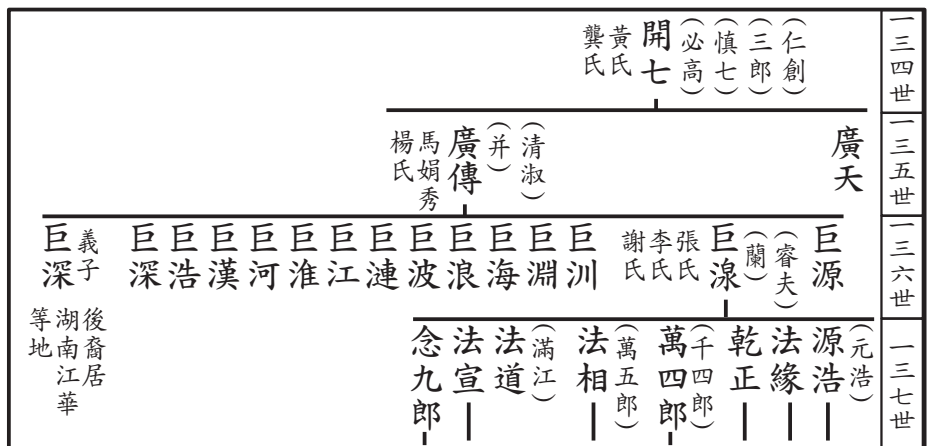 一三四世
（仁創）
（三郎）
（慎七）
（必高）
開七
黃氏
龔氏
一三五世
廣天
（清淑）
（并）
廣傳
馬娟秀
楊氏
一三六世
巨源
（睿夫）
（蘭）
巨湶
張氏
李氏
謝氏
巨汌
巨淵
巨海
巨浪
巨波
巨漣
巨江
巨淮
巨河
巨漢
巨浩
巨深
義子
巨深
後裔居
湖南江華
等地
一三七世
（元浩）
源浩
法緣
乾正
（千四郎）
萬四郎
（萬五郎）
法相
（滿江）
法道
法宣
念九郎